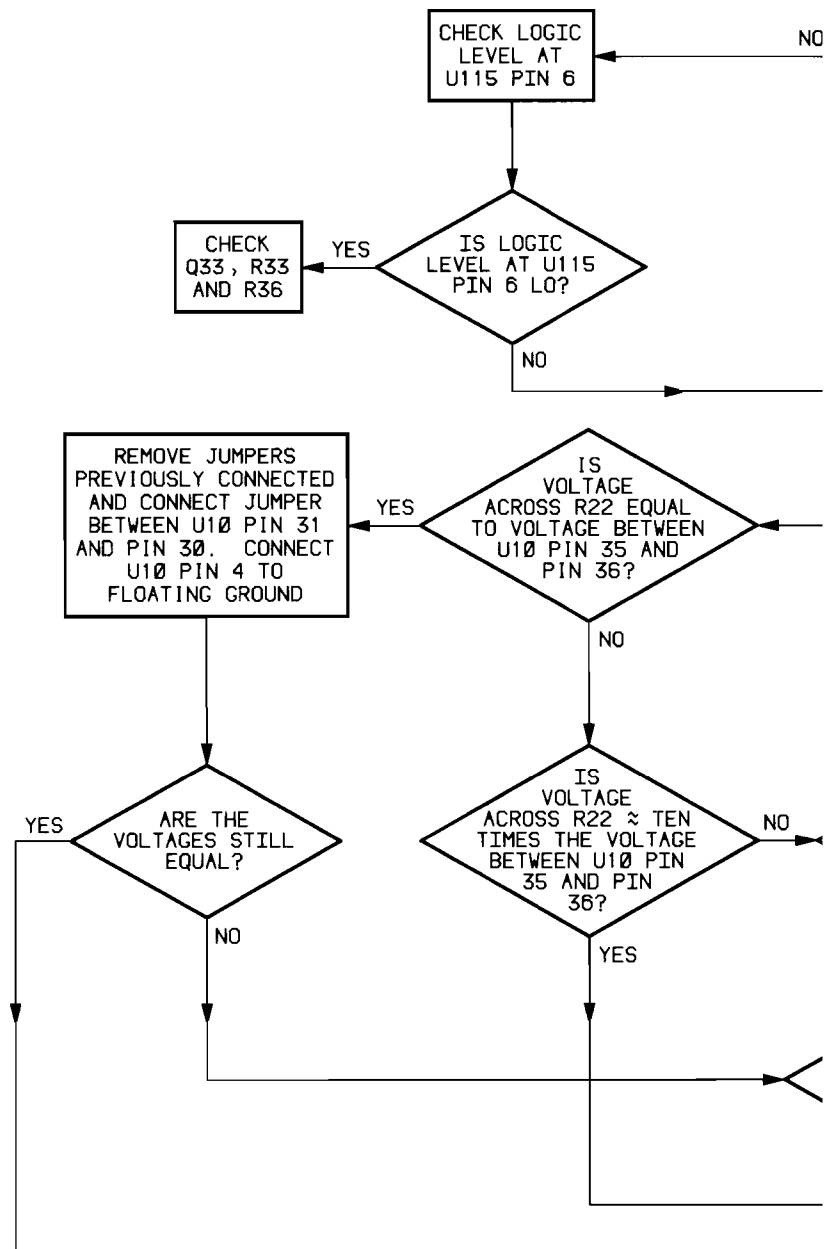 CHECK LOGIC
LEVEL AT
U115 PIN 6
NO
CHECK
Q33, R33
AND R36
YES
IS LOGIC
LEVEL AT U115
PIN 6 LO?
NO
REMOVE JUMPERS
PREVIOUSLY CONNECTED
AND CONNECT JUMPER
BETWEEN U10 PIN 31
AND PIN 30. CONNECT
U10 PIN 4 TO
FLOATING GROUND
YES
IS
VOLTAGE
ACROSS R22 EQUAL
TO VOLTAGE BETWEEN
U10 PIN 35 AND
PIN 36?
NO
YES
ARE THE
VOLTAGES STILL
EQUAL?
NO
IS
VOLTAGE
ACROSS R22 ≈ TEN
TIMES THE VOLTAGE
BETWEEN U10 PIN
35 AND PIN
36?
NO
YES